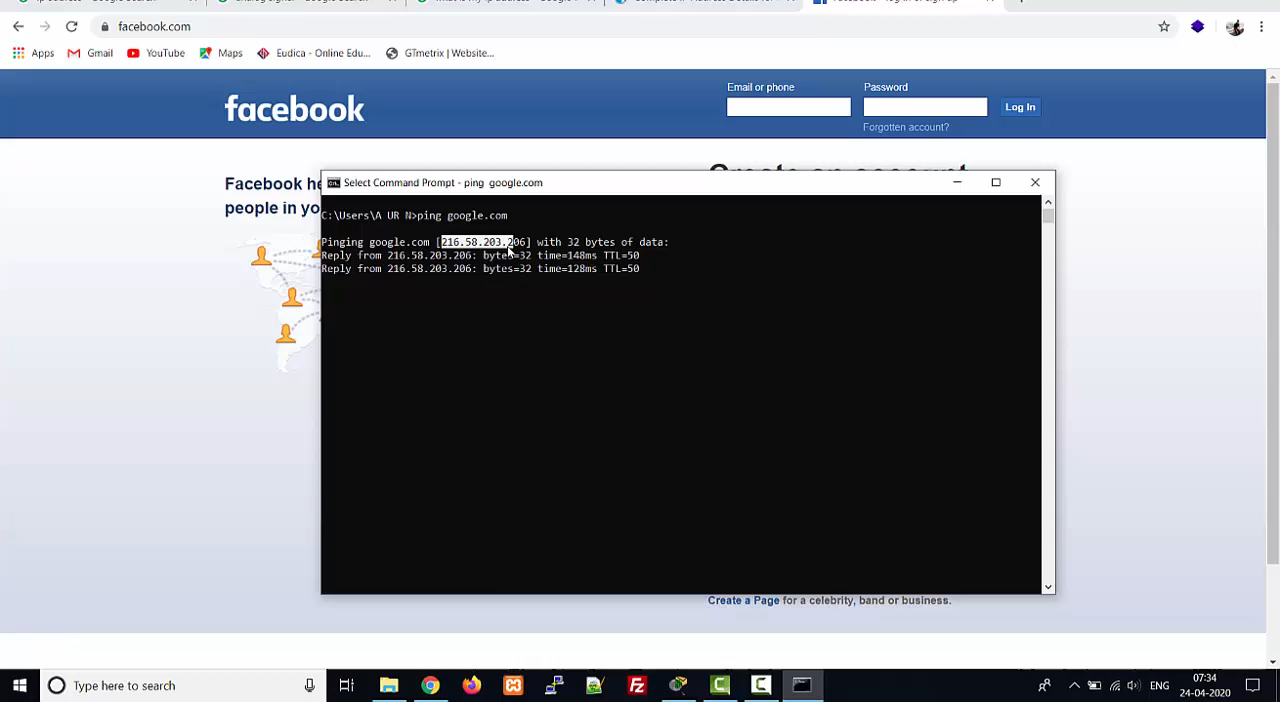 facebook.com
Apps Gmail YouTube Maps Eudica - Online Edu... GTmetrix | Website...
facebook
Email or phone Password
Log In
Forgotten account?
Create an account
Facebook he
people in you
Select Command Prompt - ping google.com
C:\Users\A UR N>ping google.com
Pinging google.com [216.58.203.206] with 32 bytes of data:
Reply from 216.58.203.206: bytes=32 time=148ms TTL=50
Reply from 216.58.203.206: bytes=32 time=128ms TTL=50
Create a Page for a celebrity, band or business.
Type here to search
ENG
07:34
24-04-2020